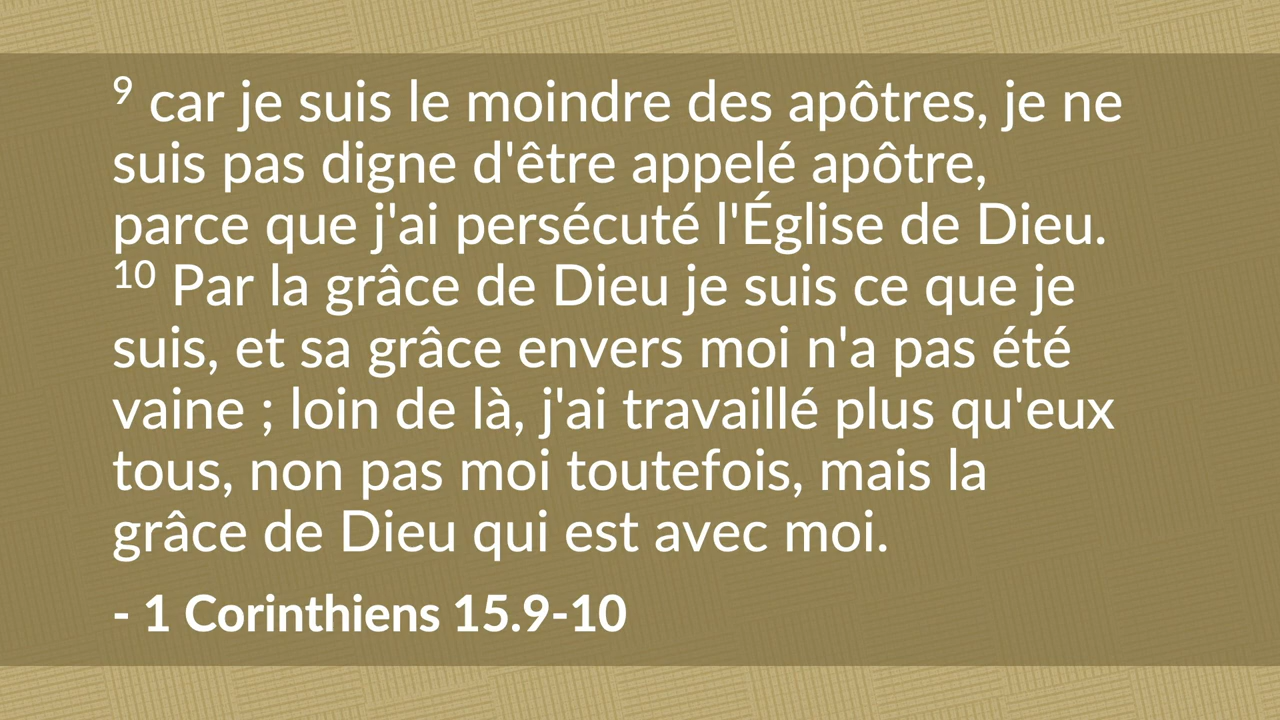 9 car je suis le moindre des apôtres, je ne
suis pas digne d'être appelé apôtre,
parce que j'ai persécuté l'Église de Dieu.
10 Par la grâce de Dieu je suis ce que je
suis, et sa grâce envers moi n'a pas été
vaine ; loin de là, j'ai travaillé plus qu'eux
tous, non pas moi toutefois, mais la
grâce de Dieu qui est avec moi.
- 1 Corinthiens 15.9-10